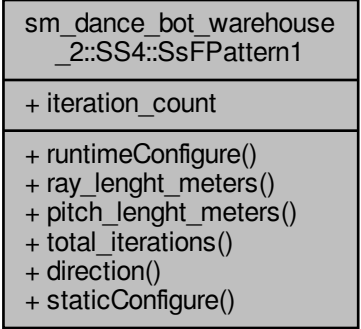 sm_dance_bot_warehouse
_2::SS4::SsFPattern1
+ iteration_count
+ runtimeConfigure()
+ ray_lenght_meters()
+ pitch_lenght_meters()
+ total_iterations()
+ direction()
+ staticConfigure()